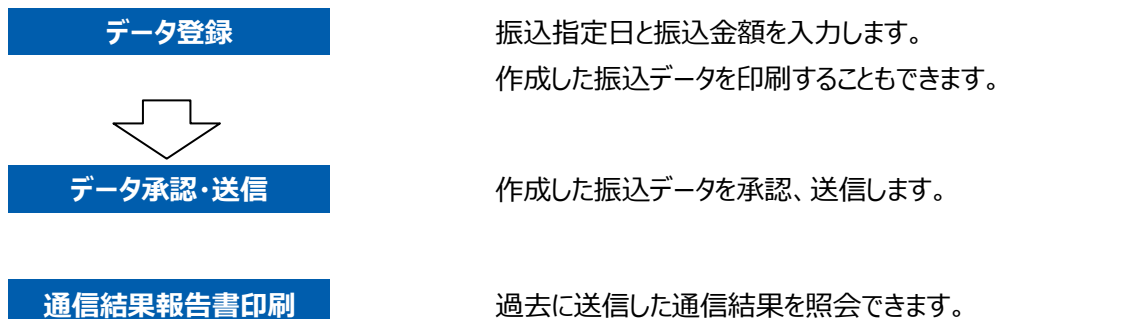 データ登録
振込指定日と振込金額を入力します。
作成した振込データを印刷することもできます。
データ承認・送信
作成した振込データを承認、送信します。
通信結果報告書印刷
過去に送信した通信結果を照会できます。